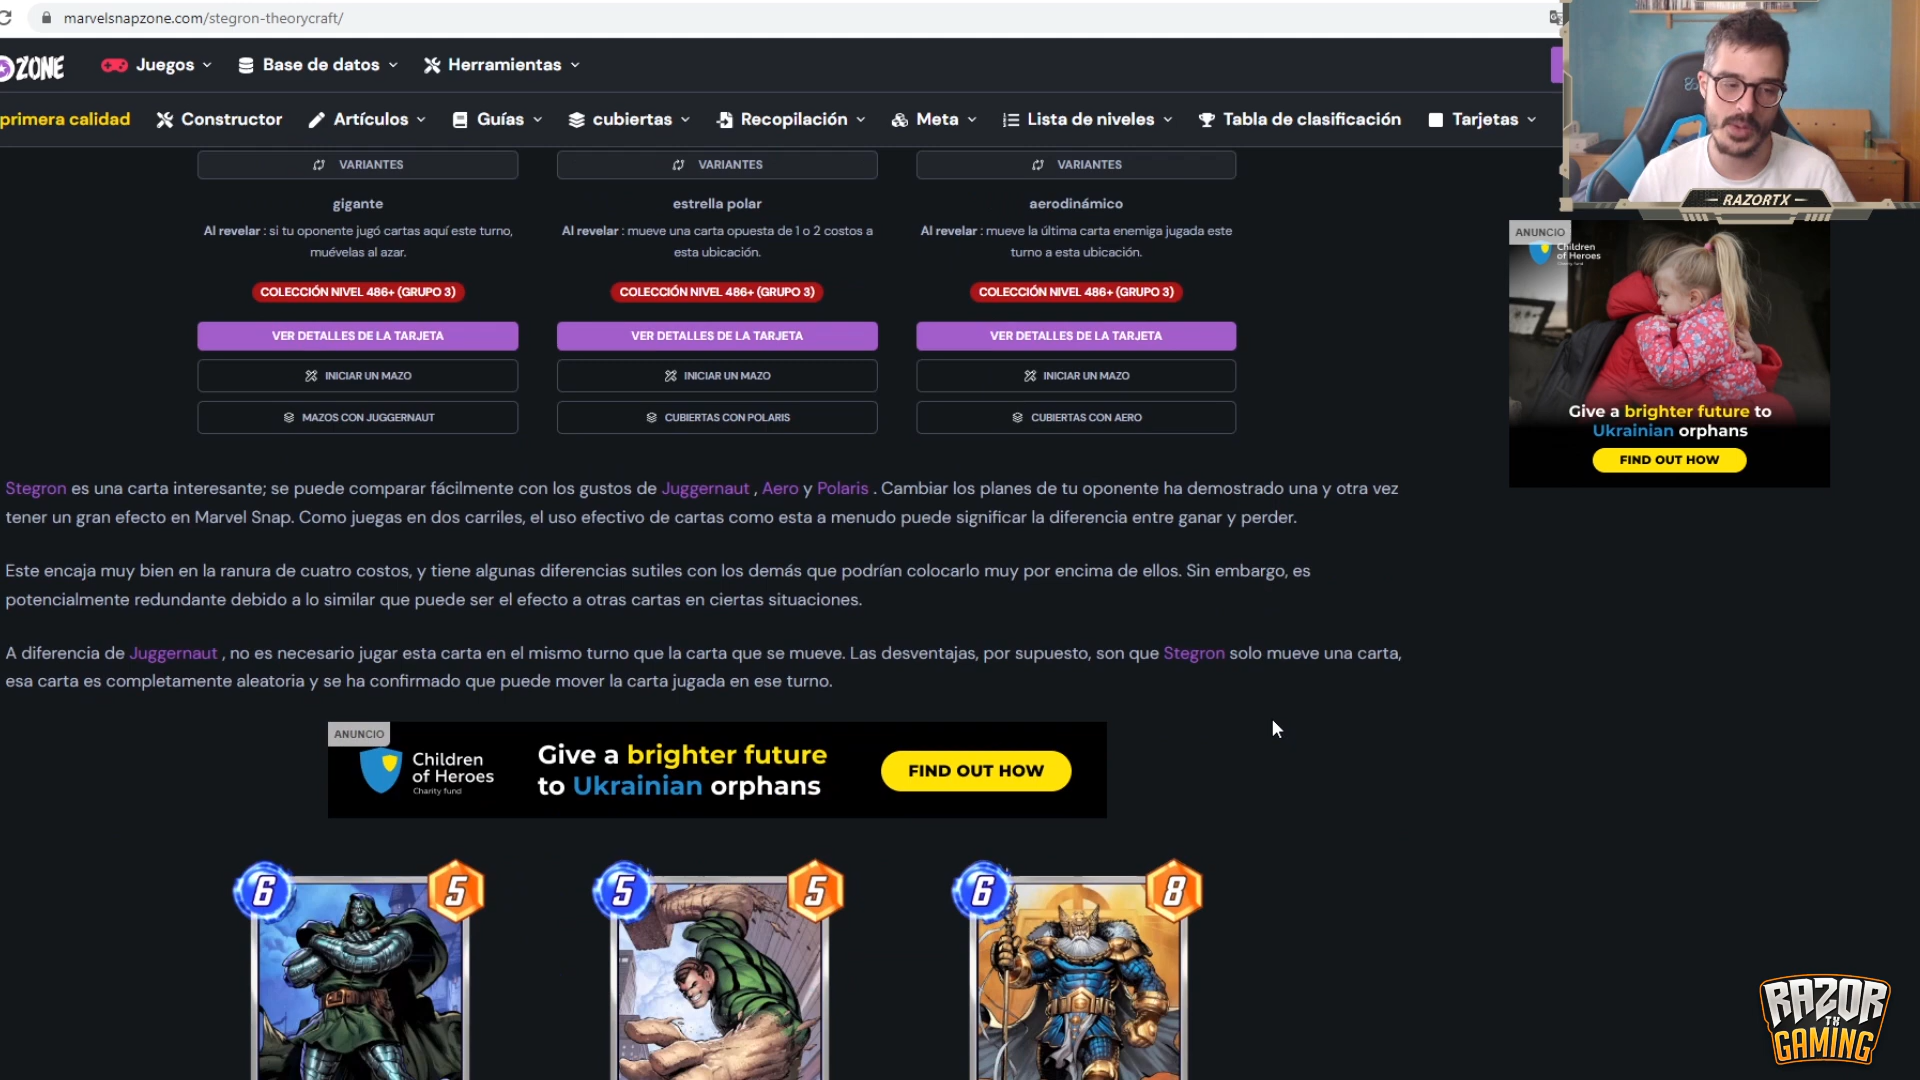 marvelsnapzone.com/stegron-theorycraft/
ZONE
Juegos
Base de datos
Herramientas
primera calidad
Constructor
Artículos
Guías
cubiertas
Recopilación
Meta
Lista de niveles
Tabla de clasificación
Tarjetas
RAZORTX
VARIANTES
VARIANTES
VARIANTES
gigante
estrella polar
aerodinámico
Al revelar : si tu oponente jugó cartas aquí este turno,
muévelas al azar.
Al revelar : mueve una carta opuesta de 1 o 2 costos a
esta ubicación.
Al revelar : mueve la última carta enemiga jugada este
turno a esta ubicación.
COLECCIÓN NIVEL 486+ (GRUPO 3)
COLECCIÓN NIVEL 486+ (GRUPO 3)
COLECCIÓN NIVEL 486+ (GRUPO 3)
VER DETALLES DE LA TARJETA
VER DETALLES DE LA TARJETA
VER DETALLES DE LA TARJETA
INICIAR UN MAZO
INICIAR UN MAZO
INICIAR UN MAZO
MAZOS CON JUGGERNAUT
CUBIERTAS CON POLARIS
CUBIERTAS CON AERO
ANUNCIO
Children
of Heroes
Charity fund
Give a brighter future to
Ukrainian orphans
FIND OUT HOW
Stegron es una carta interesante; se puede comparar fácilmente con los gustos de Juggernaut , Aero y Polaris . Cambiar los planes de tu oponente ha demostrado una y otra vez
tener un gran efecto en Marvel Snap. Como juegas en dos carriles, el uso efectivo de cartas como esta a menudo puede significar la diferencia entre ganar y perder.
Este encaja muy bien en la ranura de cuatro costos, y tiene algunas diferencias sutiles con los demás que podrían colocarlo muy por encima de ellos. Sin embargo, es
potencialmente redundante debido a lo similar que puede ser el efecto a otras cartas en ciertas situaciones.
A diferencia de Juggernaut , no es necesario jugar esta carta en el mismo turno que la carta que se mueve. Las desventajas, por supuesto, son que Stegron solo mueve una carta,
esa carta es completamente aleatoria y se ha confirmado que puede mover la carta jugada en ese turno.
ANUNCIO
Children
of Heroes
Charity fund
Give a brighter future
to Ukrainian orphans
FIND OUT HOW
6
5
5
5
6
8
RAZOR
TX
GAMING